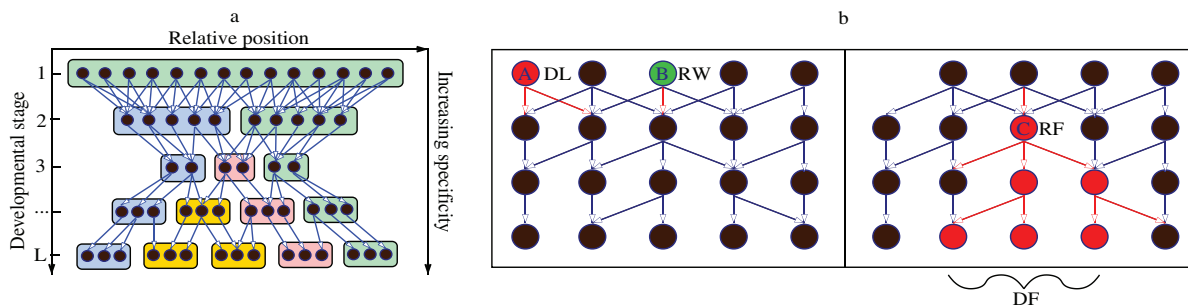 a
b
Relative position
Developmental stage
1
2
3
...
L
Increasing specificity
A DL
B RW
C RF
DF